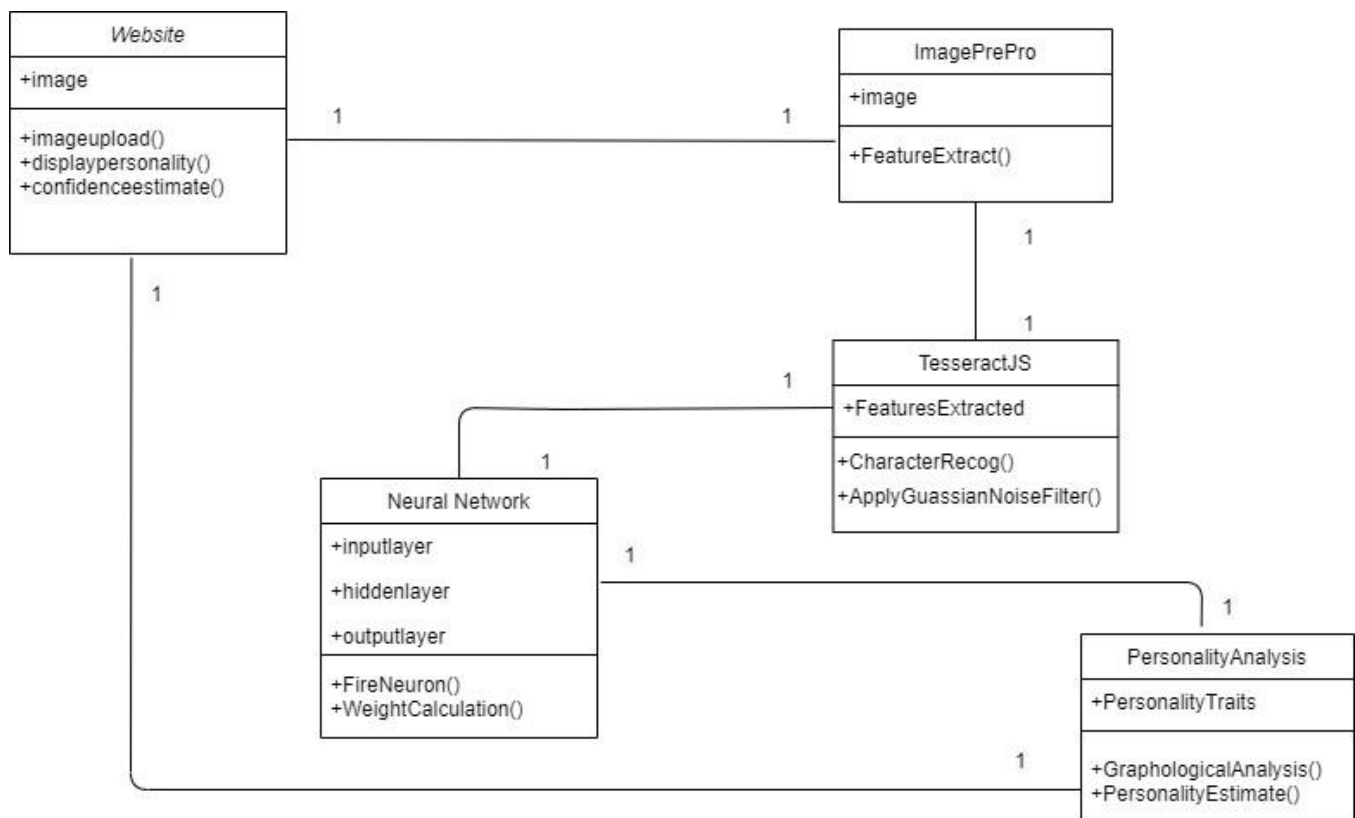 Website
+image
+imageupload()
+displaypersonality()
+confidenceestimate()
1
1
ImagePrePro
+image
+FeatureExtract()
1
1
1
TesseractJS
+FeaturesExtracted
+CharacterRecog()
+ApplyGuassianNoiseFilter()
1
1
Neural Network
+inputlayer
+hiddenlayer
+outputlayer
+FireNeuron()
+WeightCalculation()
1
1
PersonalityAnalysis
+PersonalityTraits
+GraphologicalAnalysis()
+PersonalityEstimate()
1